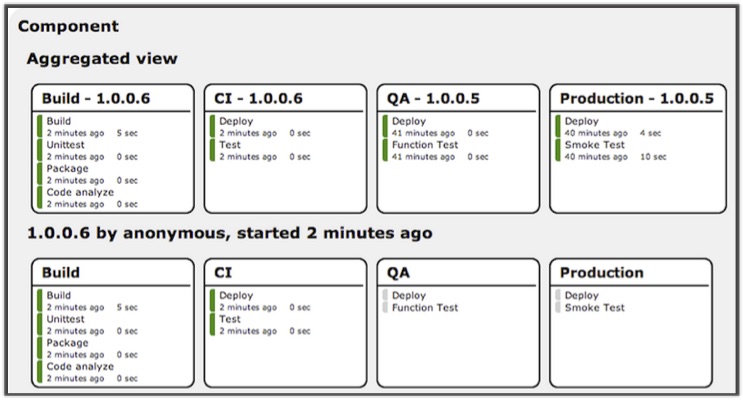 Component
Aggregated view
Build - 1.0.0.6
Build
2 minutes ago 5 sec
Unittest
2 minutes ago 0 sec
Package
2 minutes ago 0 sec
Code analyze
2 minutes ago 0 sec
CI - 1.0.0.6
Deploy
2 minutes ago 0 sec
Test
2 minutes ago 0 sec
QA - 1.0.0.5
Deploy
41 minutes ago 0 sec
Function Test
41 minutes ago 0 sec
Production - 1.0.0.5
Deploy
40 minutes ago 4 sec
Smoke Test
40 minutes ago 10 sec
1.0.0.6 by anonymous, started 2 minutes ago
Build
Build
2 minutes ago 5 sec
Unittest
2 minutes ago 0 sec
Package
2 minutes ago 0 sec
Code analyze
2 minutes ago 0 sec
CI
Deploy
2 minutes ago 0 sec
Test
2 minutes ago 0 sec
QA
Deploy
Function Test
Production
Deploy
Smoke Test